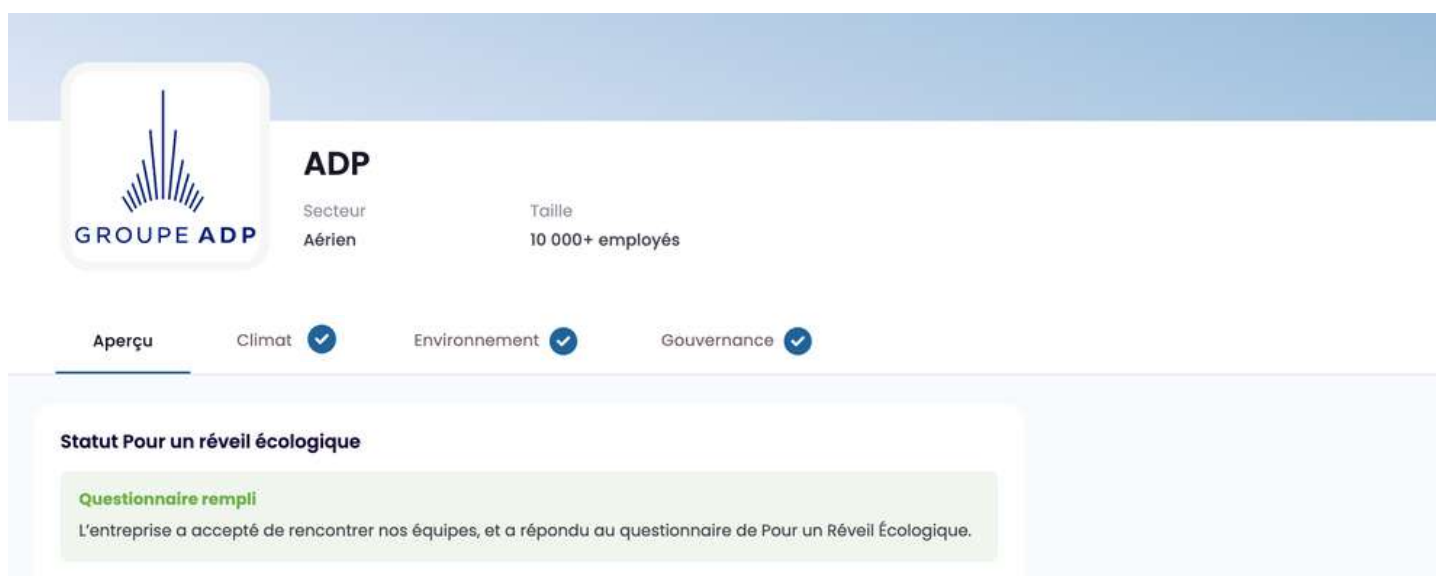 GROUPE ADP
ADP
Secteur
Taille
Aérien
10 000+ employés
Aperçu
Climat
Environnement
Gouvernance
Statut Pour un réveil écologique
Questionnaire rempli
L'entreprise a accepté de rencontrer nos équipes, et a répondu au questionnaire de Pour un Réveil Écologique.